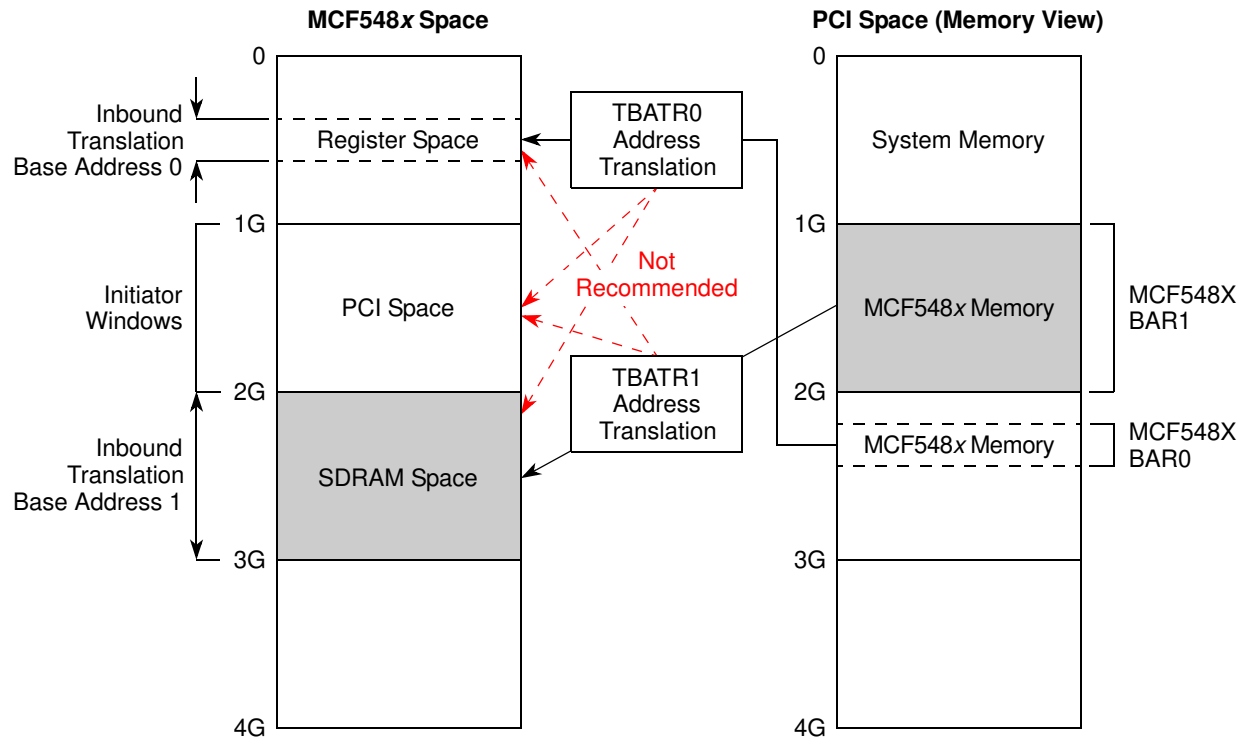 MCF548x Space
PCI Space (Memory View)
0
Inbound
Translation
Base Address 0
Register Space
TBATR0
Address
Translation
0
System Memory
1G
Initiator
Windows
PCI Space
Not
Recommended
1G
MCF548x Memory
MCF548X
BAR1
2G
Inbound
Translation
Base Address 1
SDRAM Space
TBATR1
Address
Translation
2G
MCF548x Memory
MCF548X
BAR0
3G
3G
4G
4G